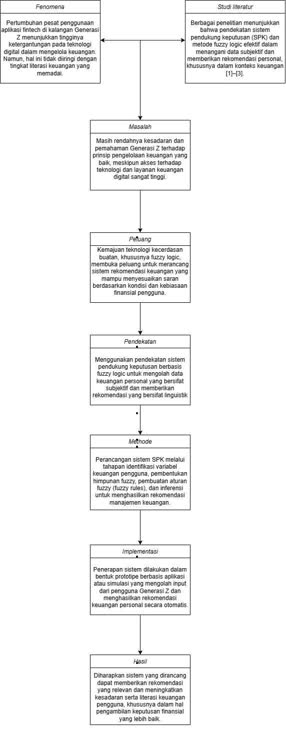 Fenomena
Pertumbuhan pesat penggunaan
aplikasi fintech di kalangan Generasi
Z menunjukkan tingginya
ketergantungan pada teknologi
digital dalam mengelola keuangan.
Namun, hal ini tidak diiringi dengan
tingkat literasi keuangan yang
memadai.
Studi literatur
Berbagai penelitian menunjukkan
bahwa pendekatan sistem
pendukung keputusan (SPK) dan
metode fuzzy logic efektif dalam
menangani data subjektif dan
memberikan rekomendasi personal,
khususnya dalam konteks keuangan
[1]–[3].
Masalah
Masih rendahnya kesadaran dan
pemahaman Generasi Z terhadap
prinsip pengelolaan keuangan yang
baik, meskipun akses terhadap
teknologi dan layanan keuangan
digital sangat tinggi.
Peluang
Kemajuan teknologi kecerdasan
buatan, khususnya fuzzy logic,
membuka peluang untuk merancang
sistem rekomendasi keuangan yang
mampu menyesuaikan saran
berdasarkan kondisi dan kebiasaan
finansial pengguna.
Pendekatan
Menggunakan pendekatan sistem
pendukung keputusan berbasis
fuzzy logic untuk mengolah data
keuangan personal yang bersifat
subjektif dan memberikan
rekomendasi yang bersifat linguistik
Methode
Perancangan sistem SPK melalui
tahapan identifikasi variabel
keuangan pengguna, pembentukan
himpunan fuzzy, pembuatan aturan
fuzzy (fuzzy rules), dan inferensi
untuk menghasilkan rekomendasi
manajemen keuangan.
Implementasi
Penerapan sistem dilakukan dalam
bentuk prototipe berbasis aplikasi
atau simulasi yang mengolah input
dari pengguna Generasi Z dan
menghasilkan rekomendasi
keuangan personal secara otomatis.
Hasil
Diharapkan sistem yang dirancang
dapat memberikan rekomendasi
yang relevan dan meningkatkan
kesadaran serta literasi keuangan
pengguna, khususnya dalam hal
pengambilan keputusan finansial
yang lebih baik.